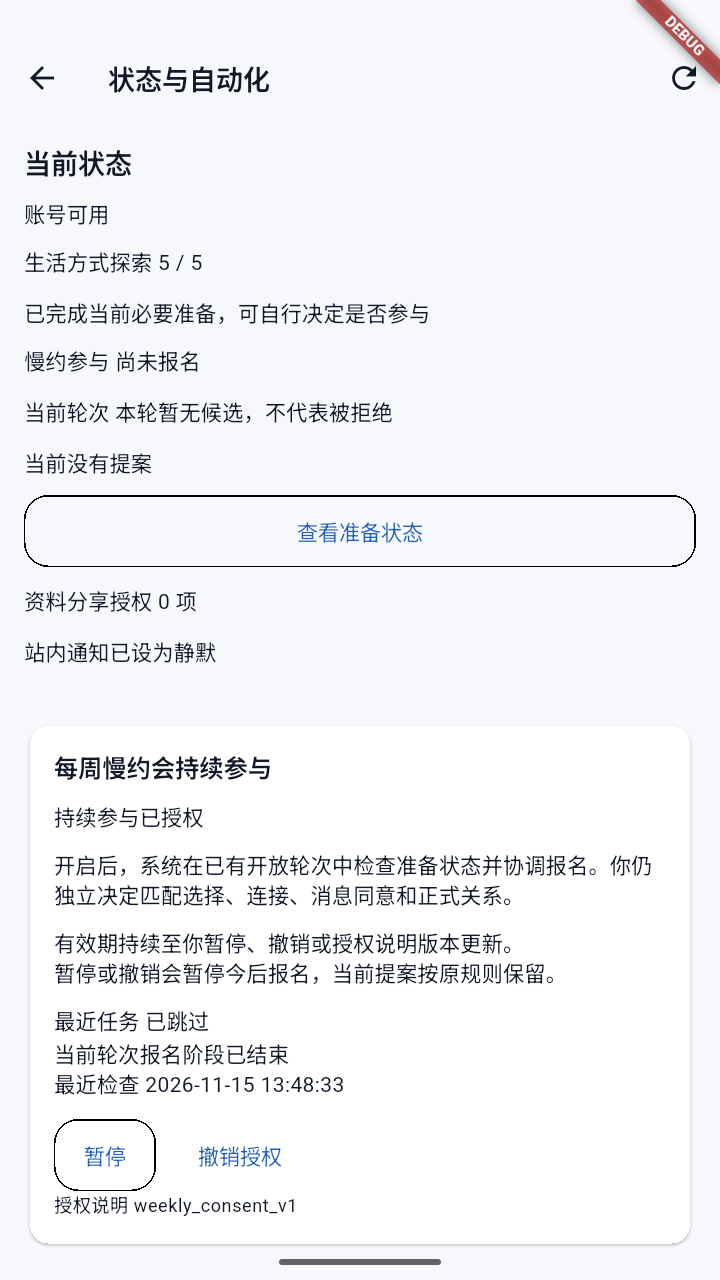 DEBUG
状态与自动化
当前状态
账号可用
生活方式探索 5 / 5
已完成当前必要准备，可自行决定是否参与
慢约参与 尚未报名
当前轮次 本轮暂无候选，不代表被拒绝
当前没有提案
查看准备状态
资料分享授权 0 项
站内通知已设为静默
每周慢约会持续参与
持续参与已授权
开启后，系统在已有开放轮次中检查准备状态并协调报名。你仍
独立决定匹配选择、连接、消息同意和正式关系。
有效期持续至你暂停、撤销或授权说明版本更新。
暂停或撤销会暂停今后报名，当前提案按原规则保留。
最近任务 已跳过
当前轮次报名阶段已结束
最近检查 2026-11-15 13:48:33
暂停 撤销授权
授权说明 weekly_consent_v1